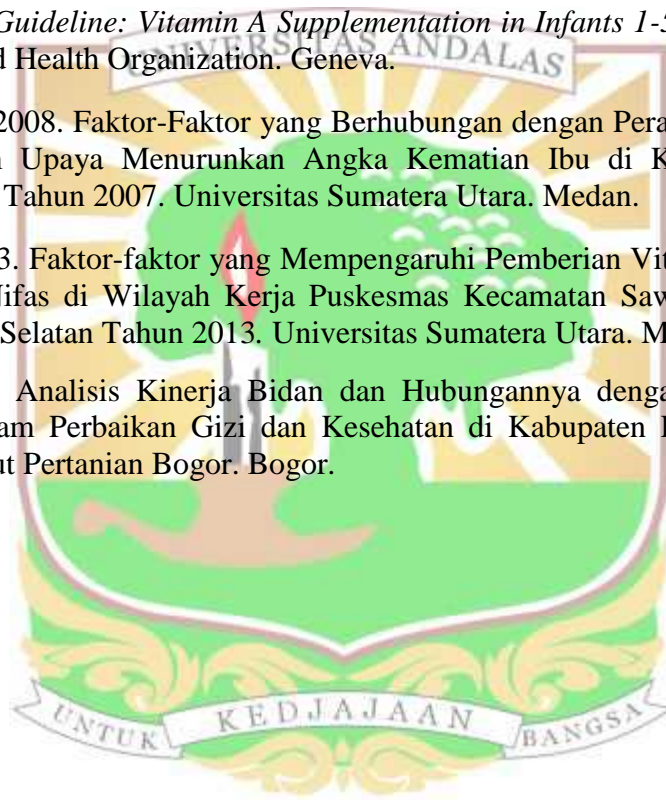 Guideline: Vitamin A Supplementation in Infants 1-5
d Health Organization. Geneva.
UNIVERSITAS ANDALAS
2008. Faktor-Faktor yang Berhubungan dengan Pera
Upaya Menurunkan Angka Kematian Ibu di K
Tahun 2007. Universitas Sumatera Utara. Medan.
3. Faktor-faktor yang Mempengaruhi Pemberian Vit
Nifas di Wilayah Kerja Puskesmas Kecamatan Saw
Selatan Tahun 2013. Universitas Sumatera Utara. M
Analisis Kinerja Bidan dan Hubungannya denga
am Perbaikan Gizi dan Kesehatan di Kabupaten
ut Pertanian Bogor. Bogor.
UNTUK KEDJAJAAN BANGSA